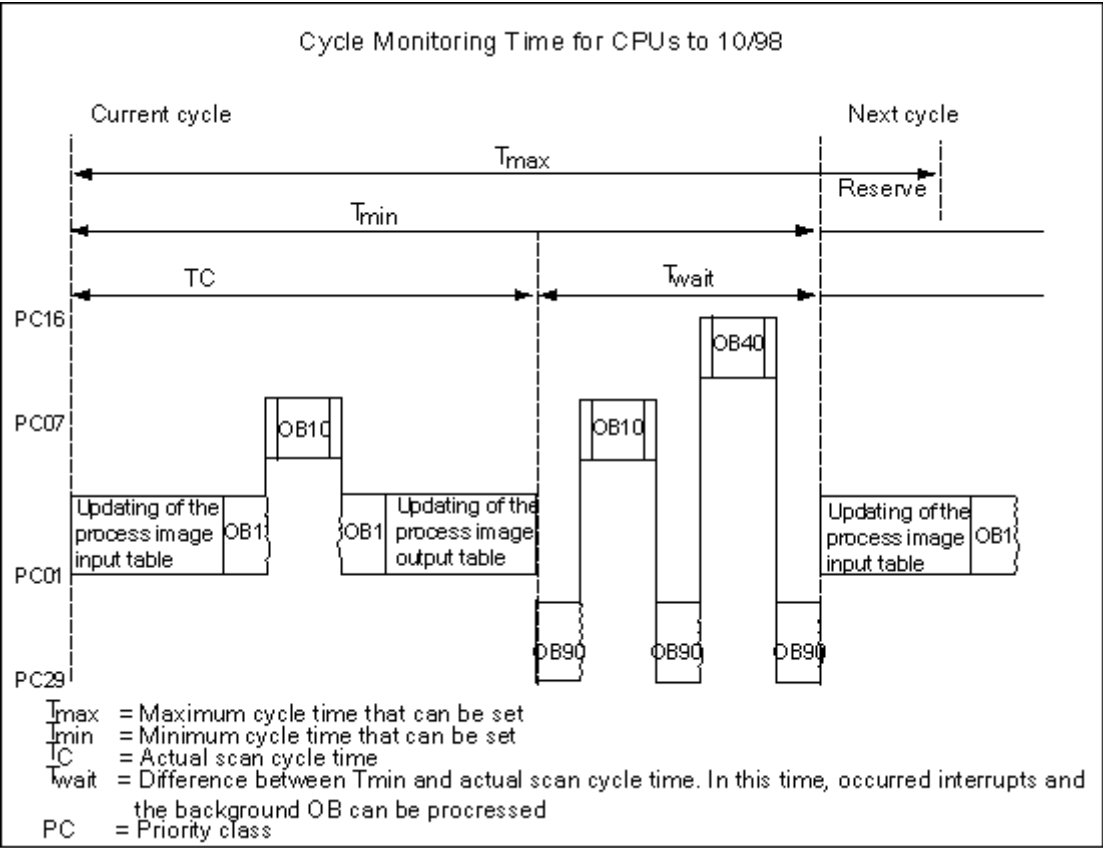 Cycle Monitoring Time for CPUs to 10/98
Current cycle
Next cycle
Tmax
Reserve
Tmin
TC
Twait
PC16
OB40
PC07
OB10
OB10
Updating of the
process image
input table
OB1
OB1
Updating of the
process image
output table
Updating of the
process image
input table
OB1
PC01
OB90
OB90
OB90
PC29
Tmax = Maximum cycle time that can be set
Tmin = Minimum cycle time that can be set
TC = Actual scan cycle time
Twait = Difference between Tmin and actual scan cycle time. In this time, occurred interrupts and
the background OB can be procressed
PC = Priority class